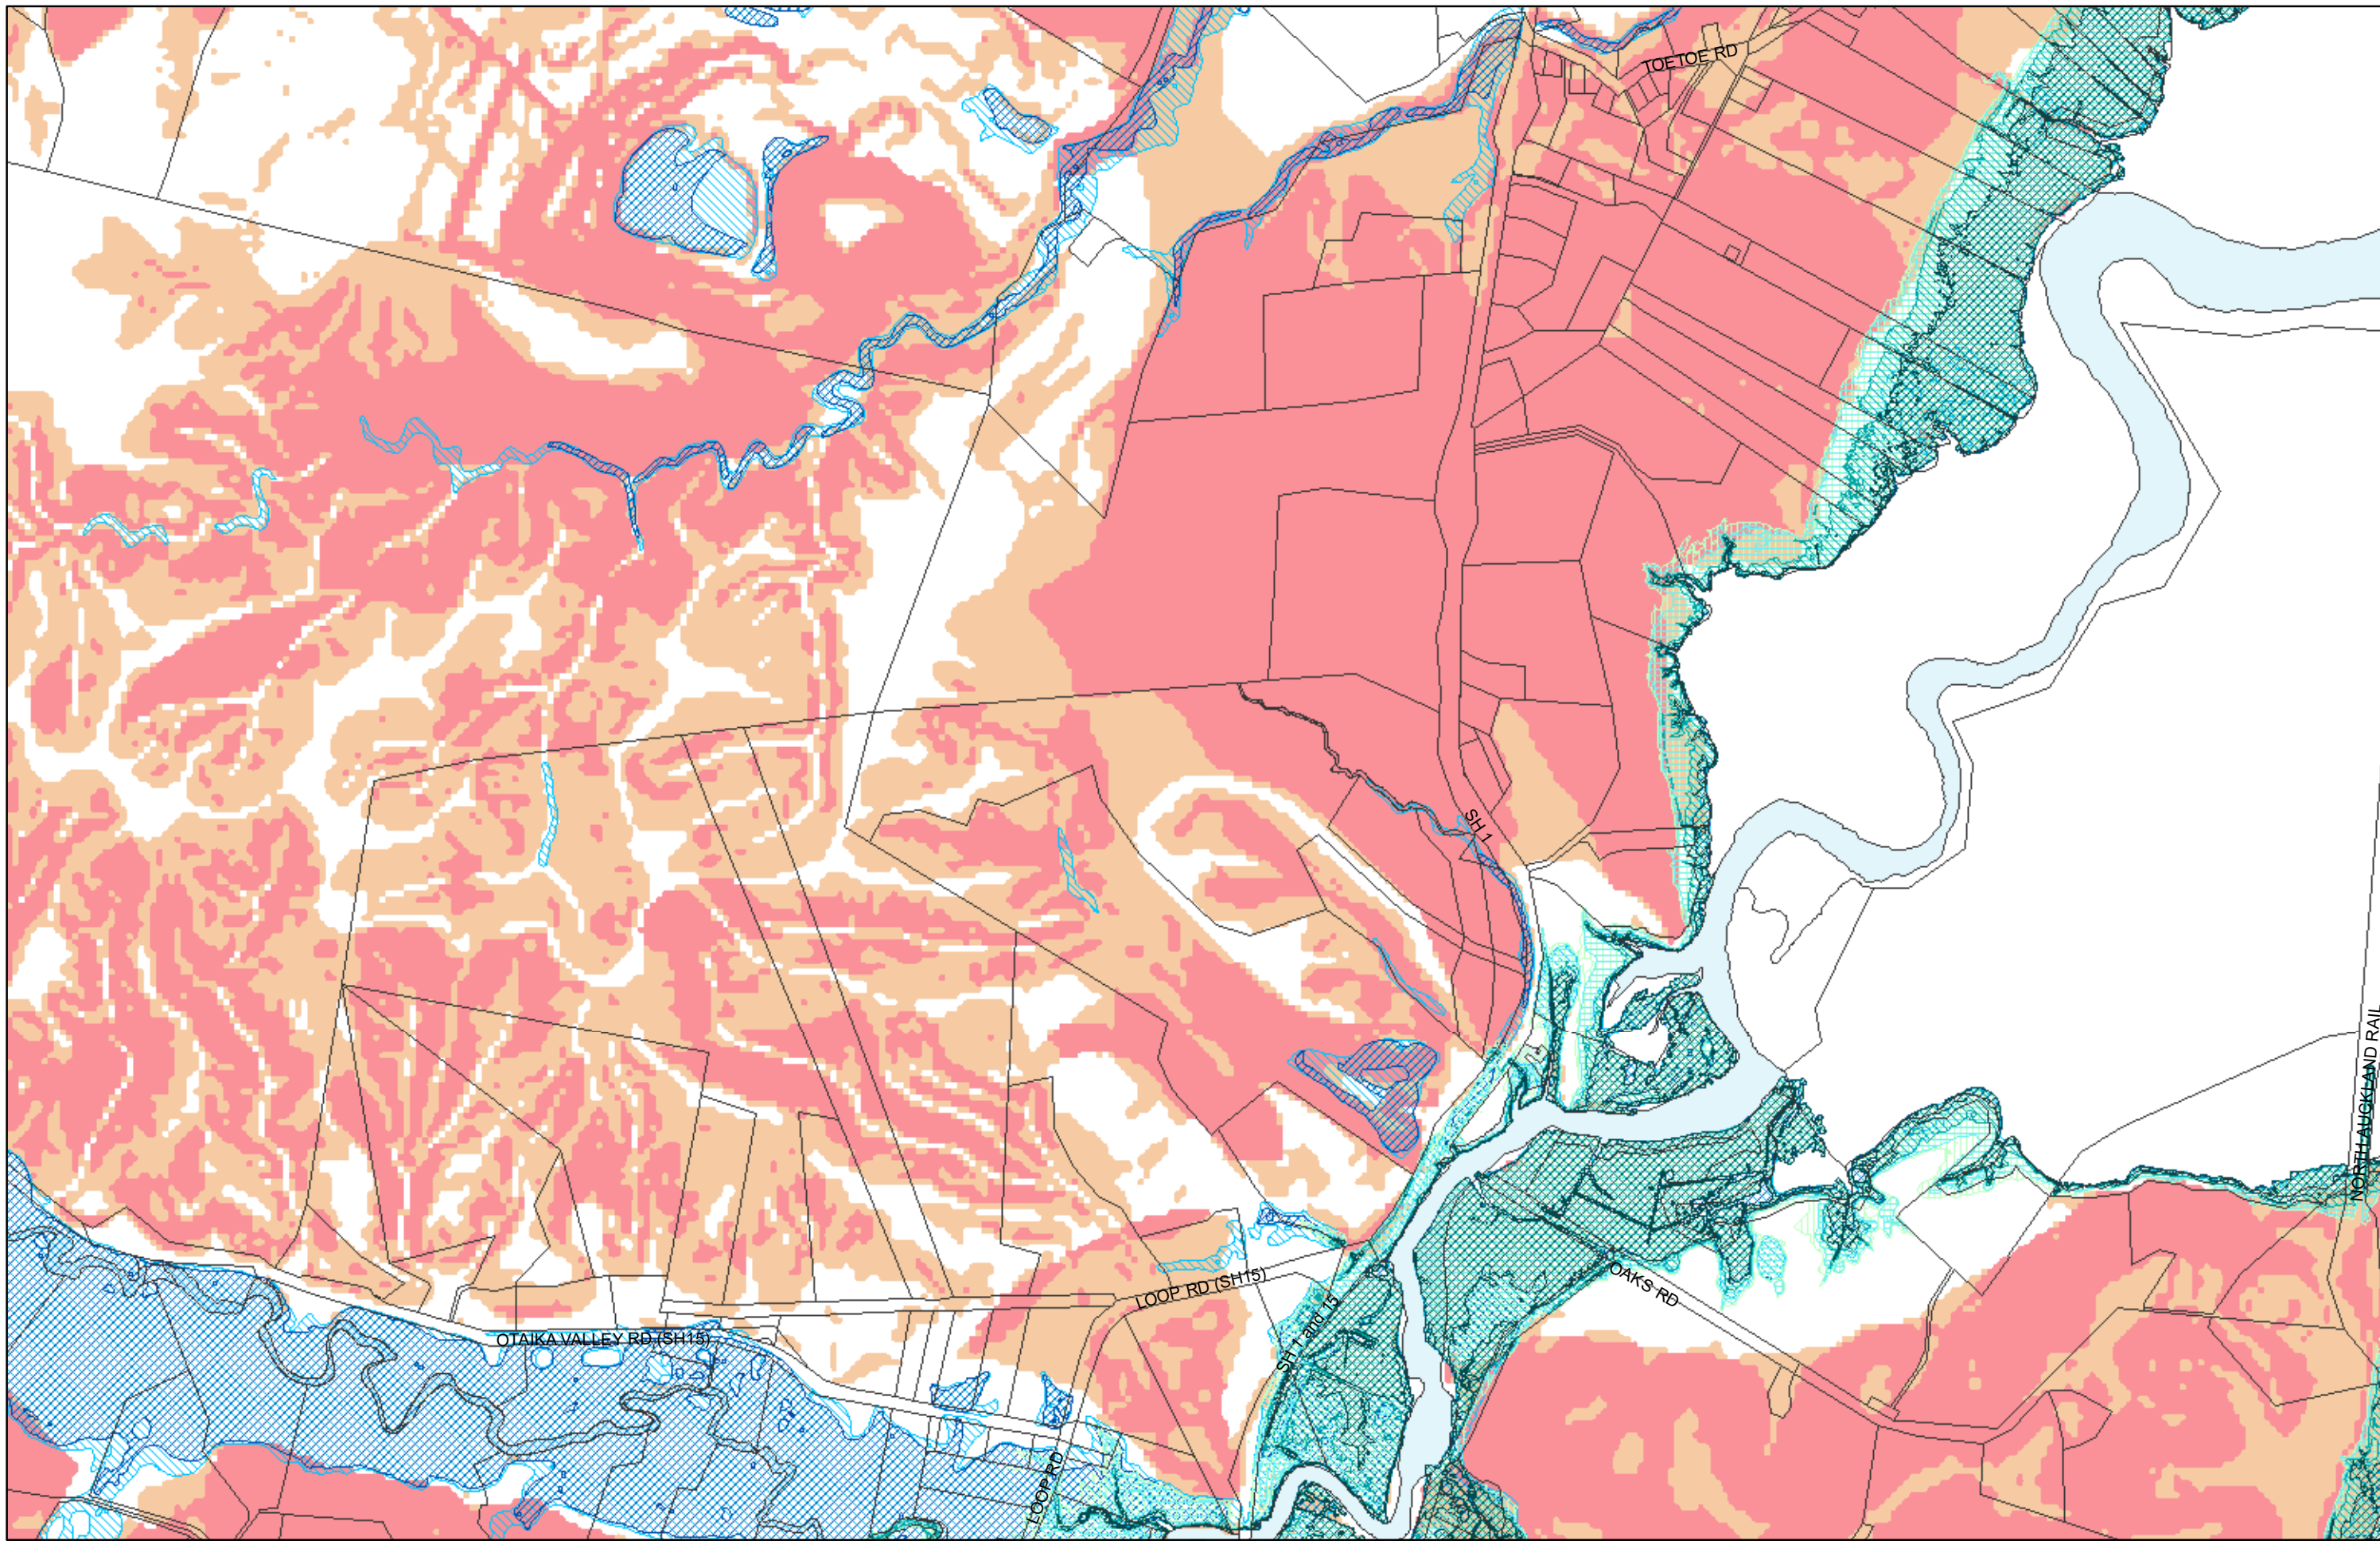 TOETOE RD
SH 1
NORTH AUCKLAND RAIL
LOOP RD (SH15)
OAKS RD
SH 1 and 15
OTAIKA VALLEY RD (SH15)
LOOP RD